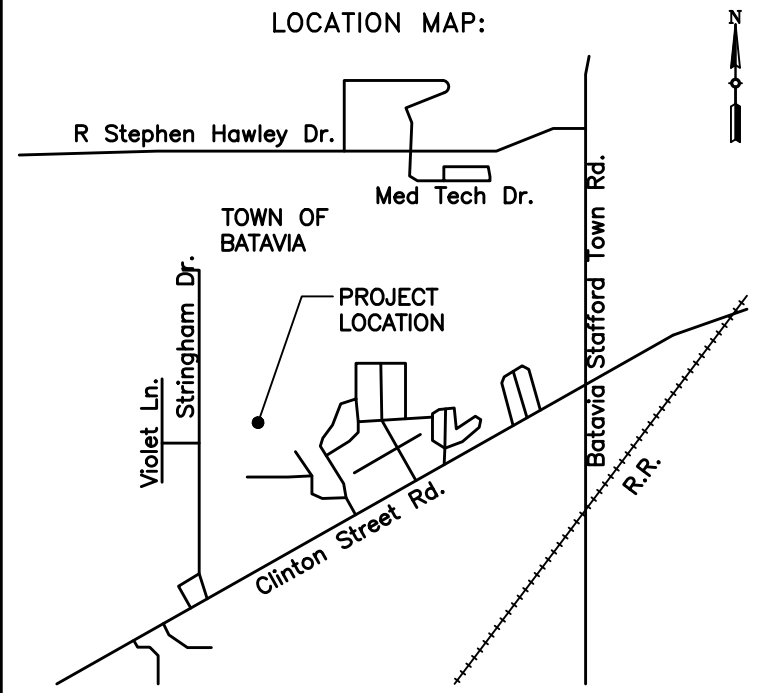 LOCATION MAP:
N
R Stephen Hawley Dr.
Med Tech Dr.
TOWN OF
BATAVIA
Batavia Stafford Town Rd.
Stringham Dr.
PROJECT
LOCATION
Violet Ln.
R.R.
Clinton Street Rd.